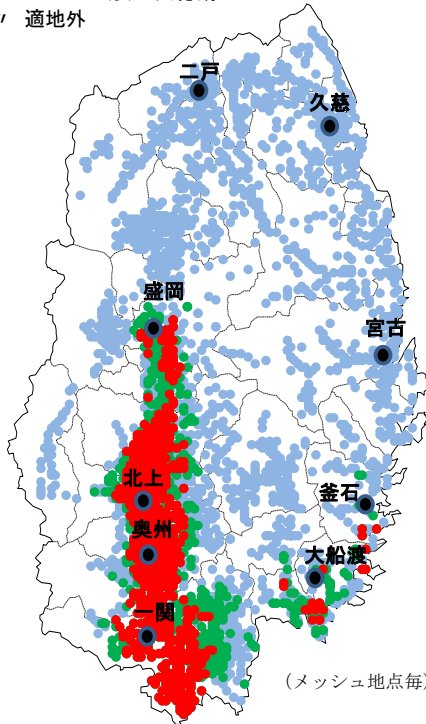 適地外
二戸
久慈
盛岡
宮古
北上
釜石
奥州
大船渡
一関
(メッシュ地点毎)